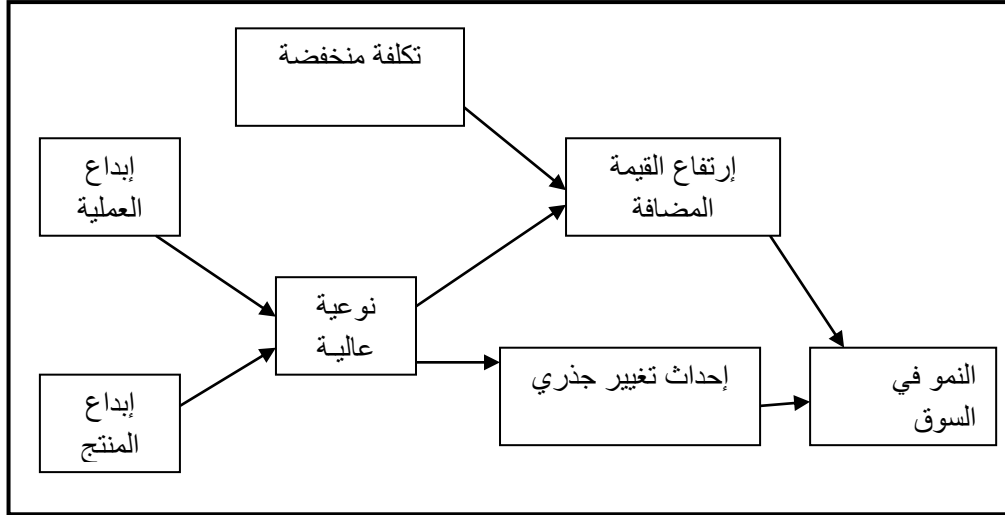 تكلفة منخفضة
إبداع
العملية
إرتفاع القيمة
المضافة
نوعية
عاليـة
إحداث تغيير جذري
النمو في
السوق
إبداع
المنتج